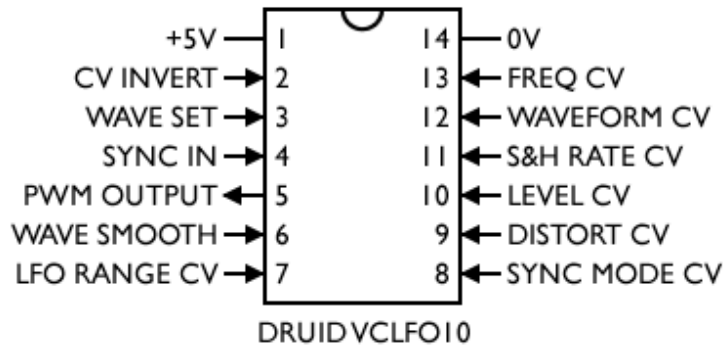 +5V 1 14 0V
CV INVERT 2 13 FREQ CV
WAVE SET 3 12 WAVEFORM CV
SYNC IN 4 11 S&H RATE CV
PWM OUTPUT 5 10 LEVEL CV
WAVE SMOOTH 6 9 DISTORT CV
LFO RANGE CV 7 8 SYNC MODE CV
DRUID VCLFO10